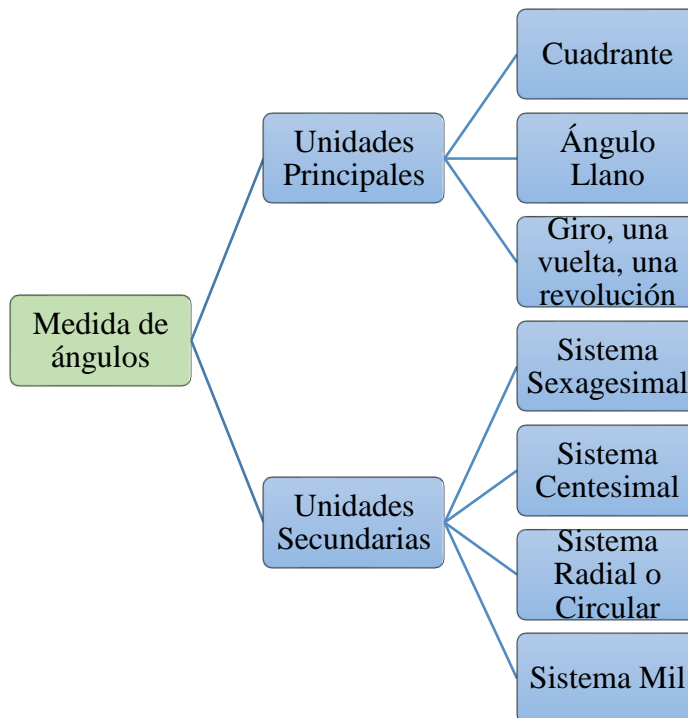 Cuadrante
Unidades
Principales
Ángulo
Llano
Giro, una
vuelta, una
revolución
Medida de
ángulos
Sistema
Sexagesimal
Unidades
Secundarias
Sistema
Centesimal
Sistema
Radial o
Circular
Sistema Mil